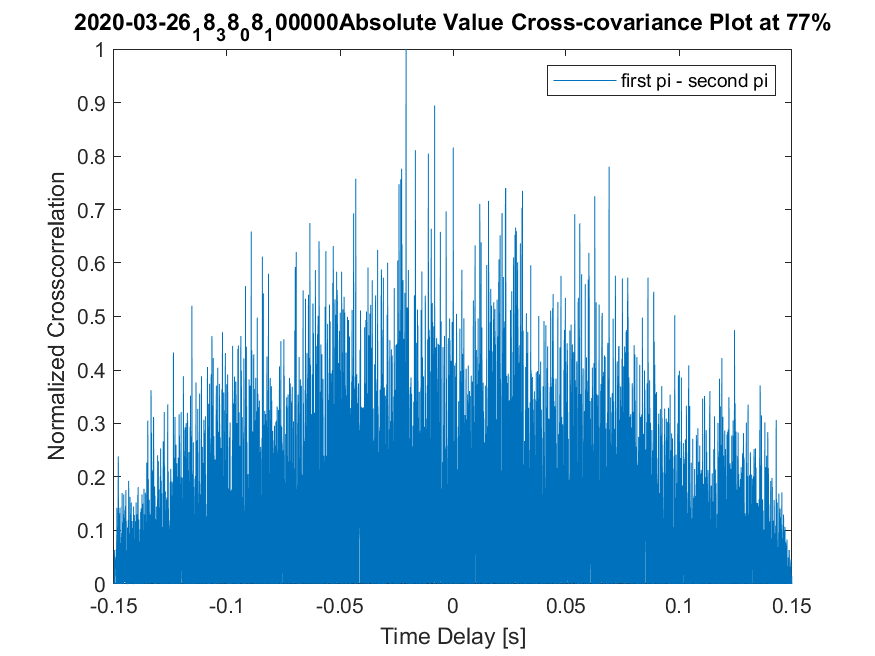 2020-03-26₁8₃8₀8₁00000Absolute Value Cross-covariance Plot at 77%
first pi - second pi
1
0.9
0.8
0.7
0.6
0.5
0.4
0.3
0.2
0.1
0
Normalized Crosscorrelation
-0.15 -0.1 -0.05 0 0.05 0.1 0.15
Time Delay [s]